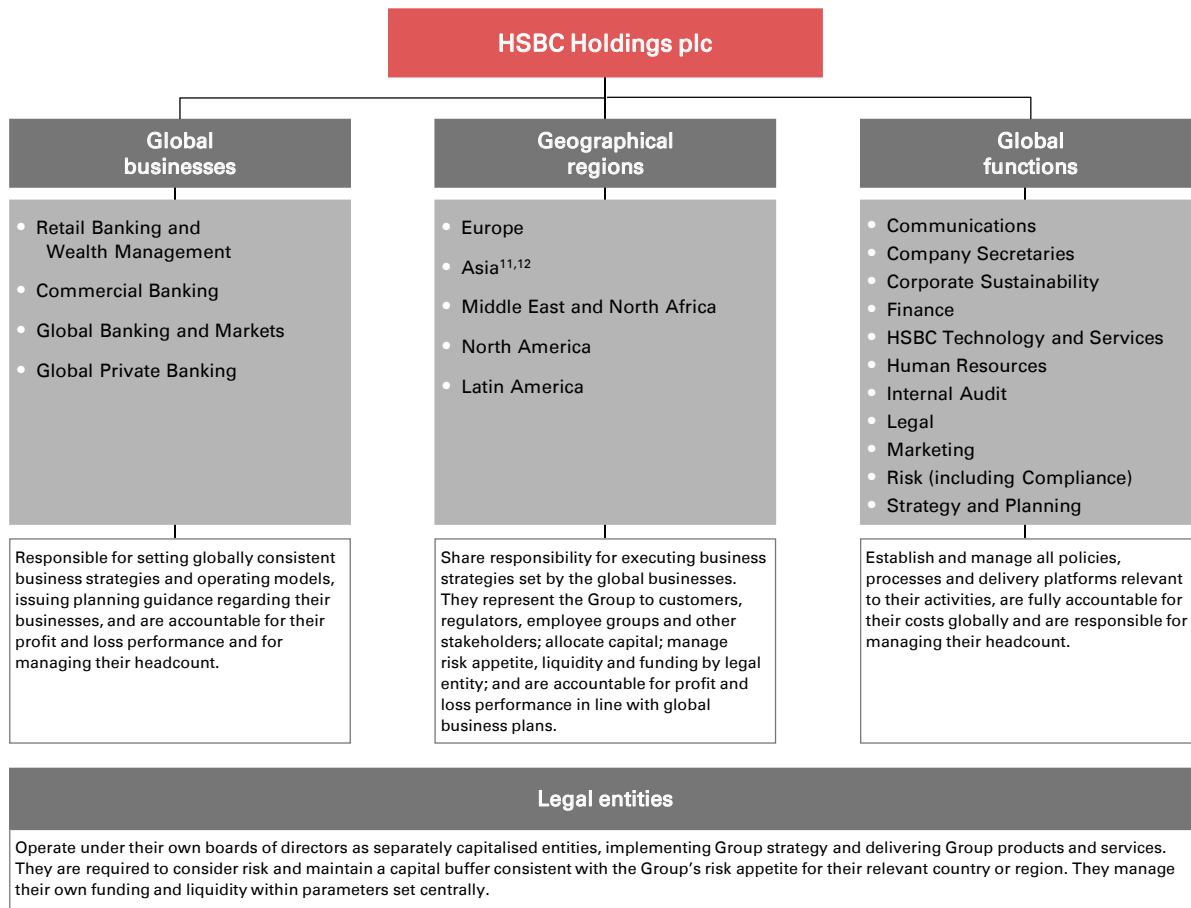 HSBC Holdings plc
Global
businesses
• Retail Banking and
Wealth Management
• Commercial Banking
• Global Banking and Markets
• Global Private Banking
Responsible for setting globally consistent
business strategies and operating models,
issuing planning guidance regarding their
businesses, and are accountable for their
profit and loss performance and for
managing their headcount.
Geographical
regions
• Europe
• Asia11,12
• Middle East and North Africa
• North America
• Latin America
Share responsibility for executing business
strategies set by the global businesses.
They represent the Group to customers,
regulators, employee groups and other
stakeholders; allocate capital; manage
risk appetite, liquidity and funding by legal
entity; and are accountable for profit and
loss performance in line with global
business plans.
Global
functions
• Communications
• Company Secretaries
• Corporate Sustainability
• Finance
• HSBC Technology and Services
• Human Resources
• Internal Audit
• Legal
• Marketing
• Risk (including Compliance)
• Strategy and Planning
Establish and manage all policies,
processes and delivery platforms relevant
to their activities, are fully accountable for
their costs globally and are responsible for
managing their headcount.
Legal entities
Operate under their own boards of directors as separately capitalised entities, implementing Group strategy and delivering Group products and services.
They are required to consider risk and maintain a capital buffer consistent with the Group's risk appetite for their relevant country or region. They manage
their own funding and liquidity within parameters set centrally.